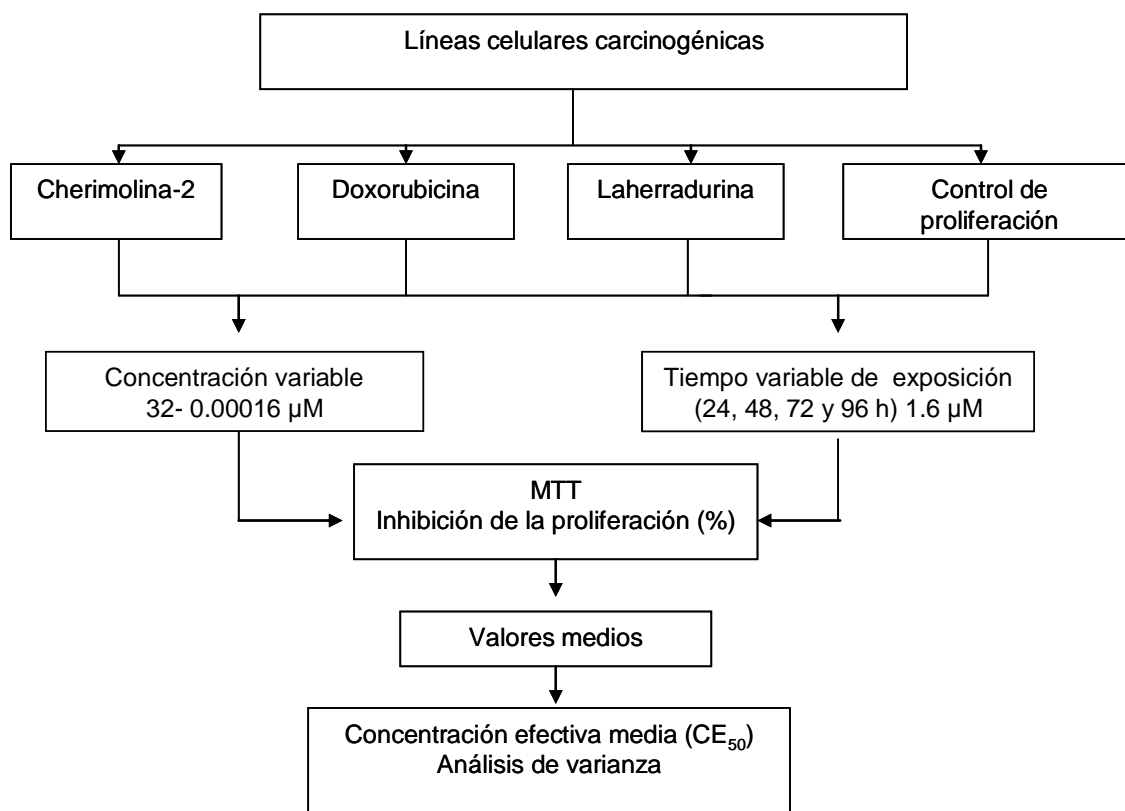 Líneas celulares carcinogénicas
Cherimolina-2
Doxorubicina
Laherradurina
Control de
proliferación
Concentración variable
32- 0.00016 µM
Tiempo variable de exposición
(24, 48, 72 y 96 h) 1.6 µM
MTT
Inhibición de la proliferación (%)
Valores medios
Concentración efectiva media (CE₅₀)
Análisis de varianza